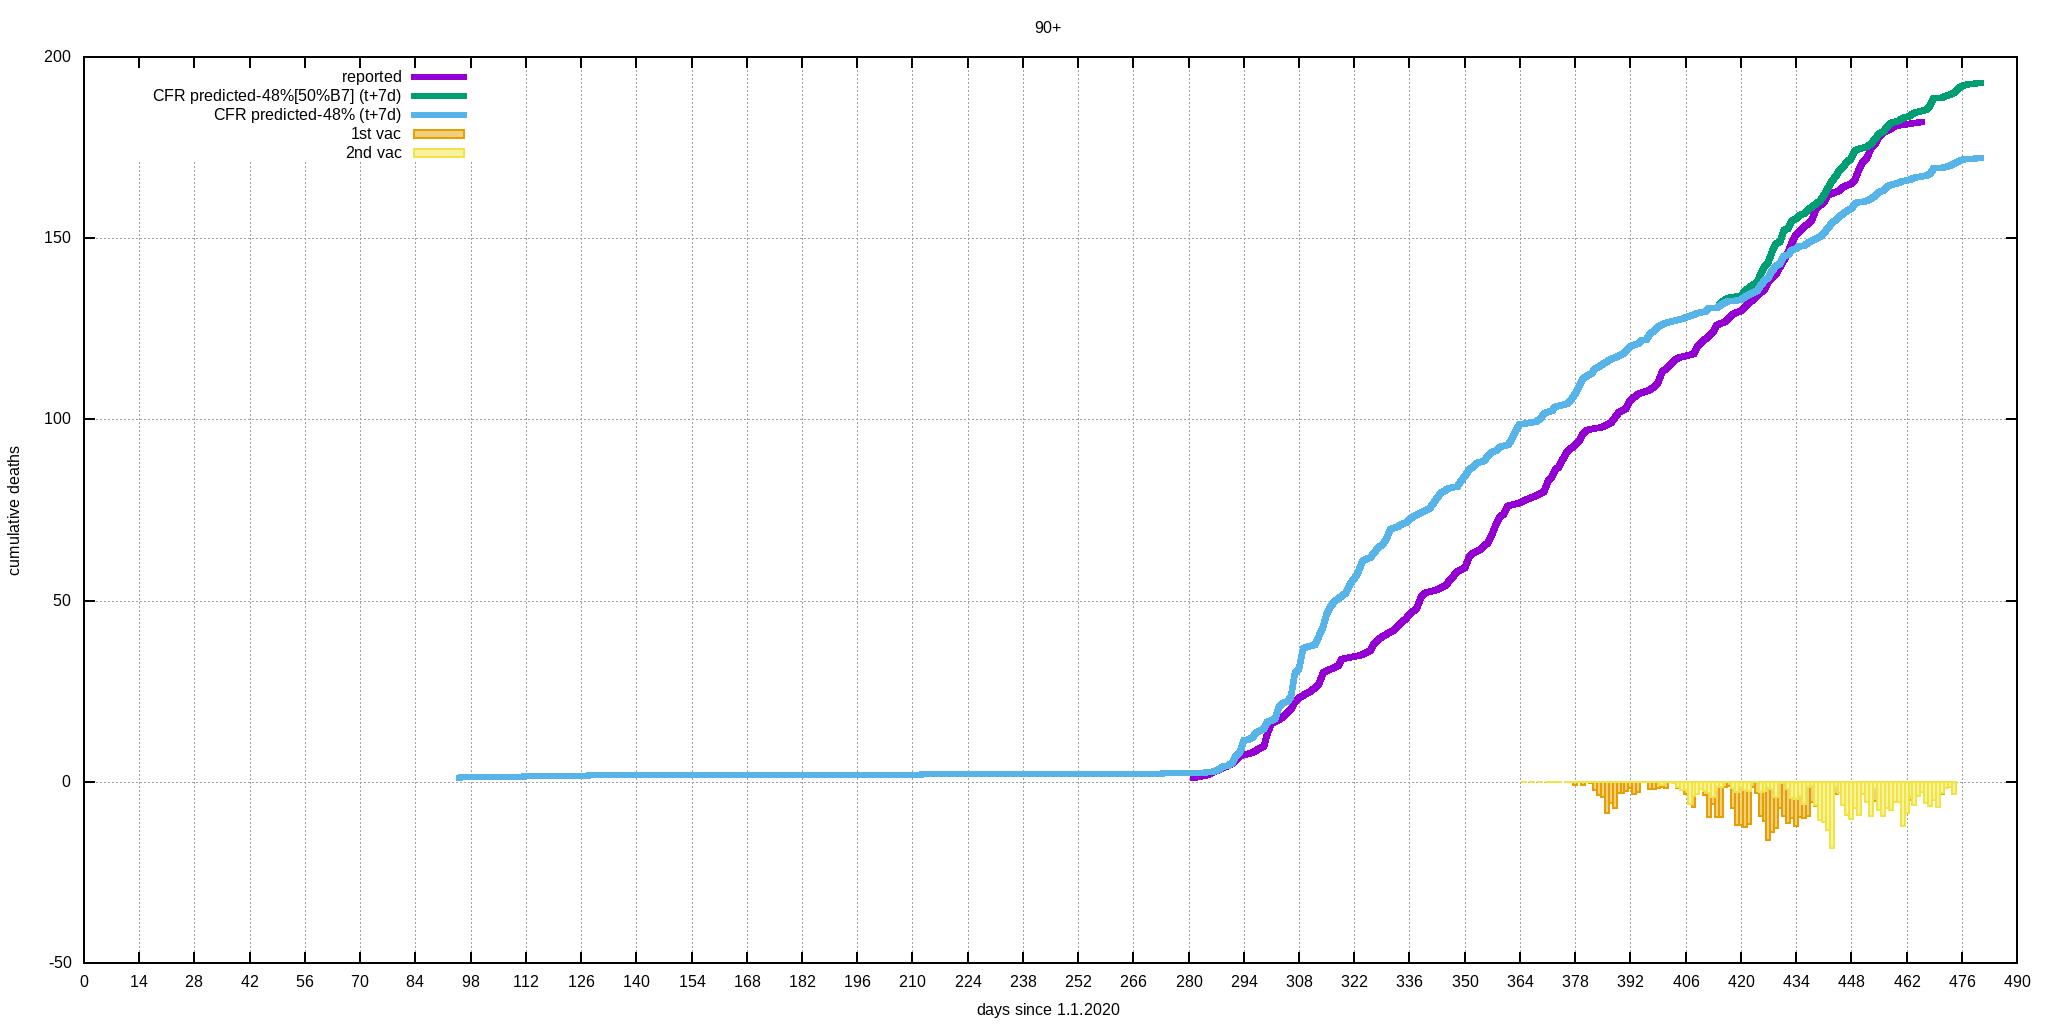 90+
200
150
100
50
0
-50
cumulative deaths
reported
CFR predicted-48%[50%B7] (t+7d)
CFR predicted-48% (t+7d)
1st vac
2nd vac
0 14 28 42 56 70 84 98 112 126 140 154 168 182 196 210 224 238 252 266 280 294 308 322 336 350 364 378 392 406 420 434 448 462 476 490
days since 1.1.2020